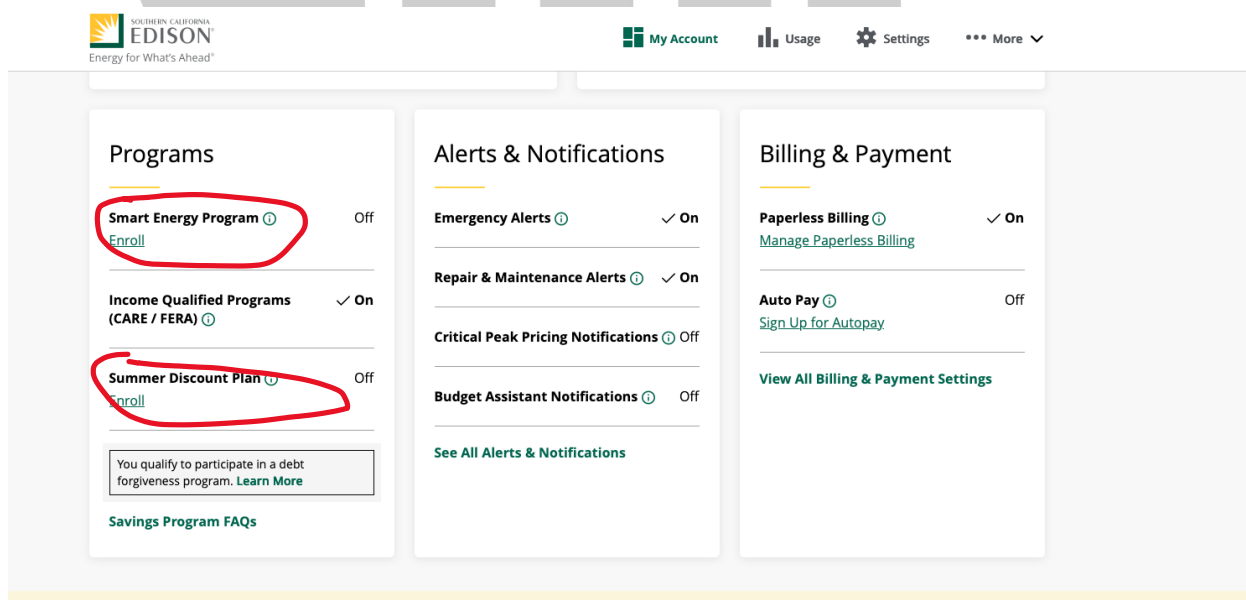 SOUTHERN CALIFORNIA
EDISON®
Energy for What's Ahead®
My Account
Usage
Settings
More
Programs
Smart Energy Program Off
Enroll
Income Qualified Programs On
(CARE / FERA)
Summer Discount Plan Off
Enroll
You qualify to participate in a debt
forgiveness program. Learn More
Savings Program FAQs
Alerts & Notifications
Emergency Alerts On
Repair & Maintenance Alerts On
Critical Peak Pricing Notifications Off
Budget Assistant Notifications Off
See All Alerts & Notifications
Billing & Payment
Paperless Billing On
Manage Paperless Billing
Auto Pay Off
Sign Up for Autopay
View All Billing & Payment Settings